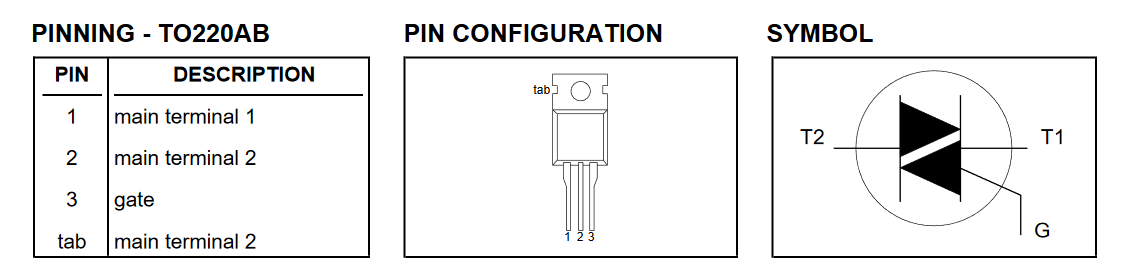 PINNING - TO220AB
PIN DESCRIPTION
1 main terminal 1
2 main terminal 2
3 gate
tab main terminal 2
PIN CONFIGURATION
tab
1 2 3
SYMBOL
T2 T1
G